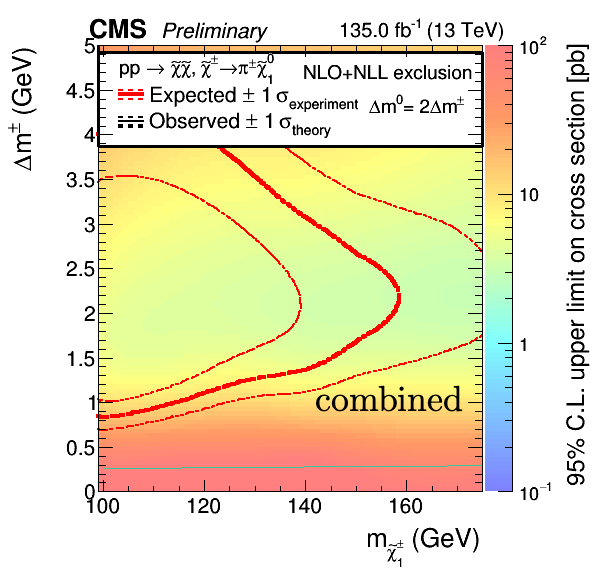 CMS Preliminary 135.0 fb⁻¹ (13 TeV)
pp → χ̃χ̃, χ̃±→π±χ̃₁⁰ NLO+NLL exclusion
Expected ± 1 σexperiment Δm⁰= 2Δm±
Observed ± 1 σtheory
Δm± (GeV)
5
4.5
4
3.5
3
2.5
2
1.5
1
0.5
0
combined
100 120 140 160
mχ̃₁± (GeV)
10²
10
1
10⁻¹
95% C.L. upper limit on cross section [pb]